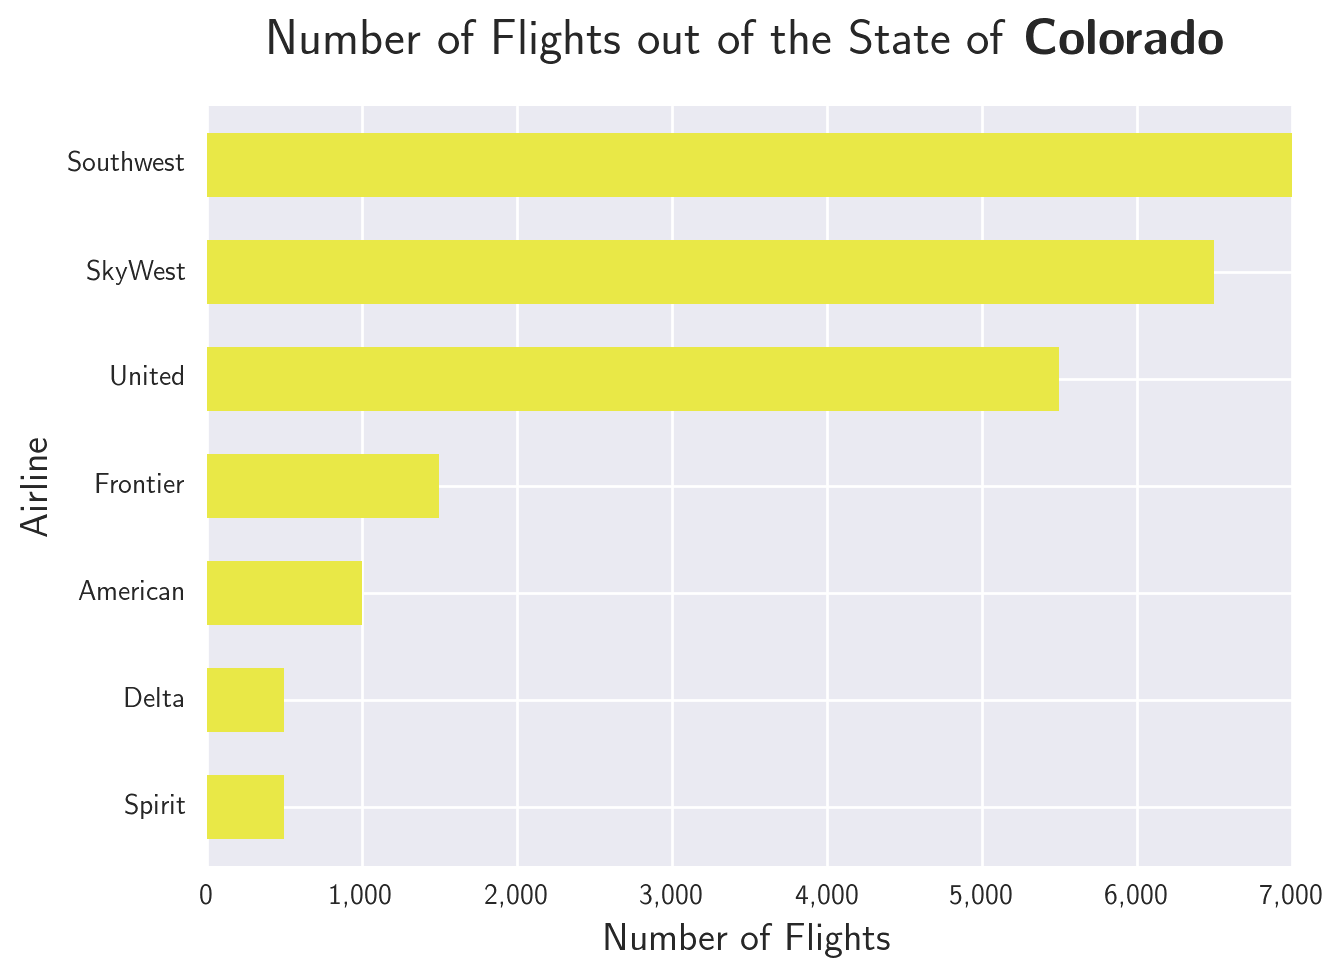 Number of Flights out of the State of Colorado
Southwest
SkyWest
United
Frontier
American
Delta
Spirit
Airline
0 1,000 2,000 3,000 4,000 5,000 6,000 7,000
Number of Flights